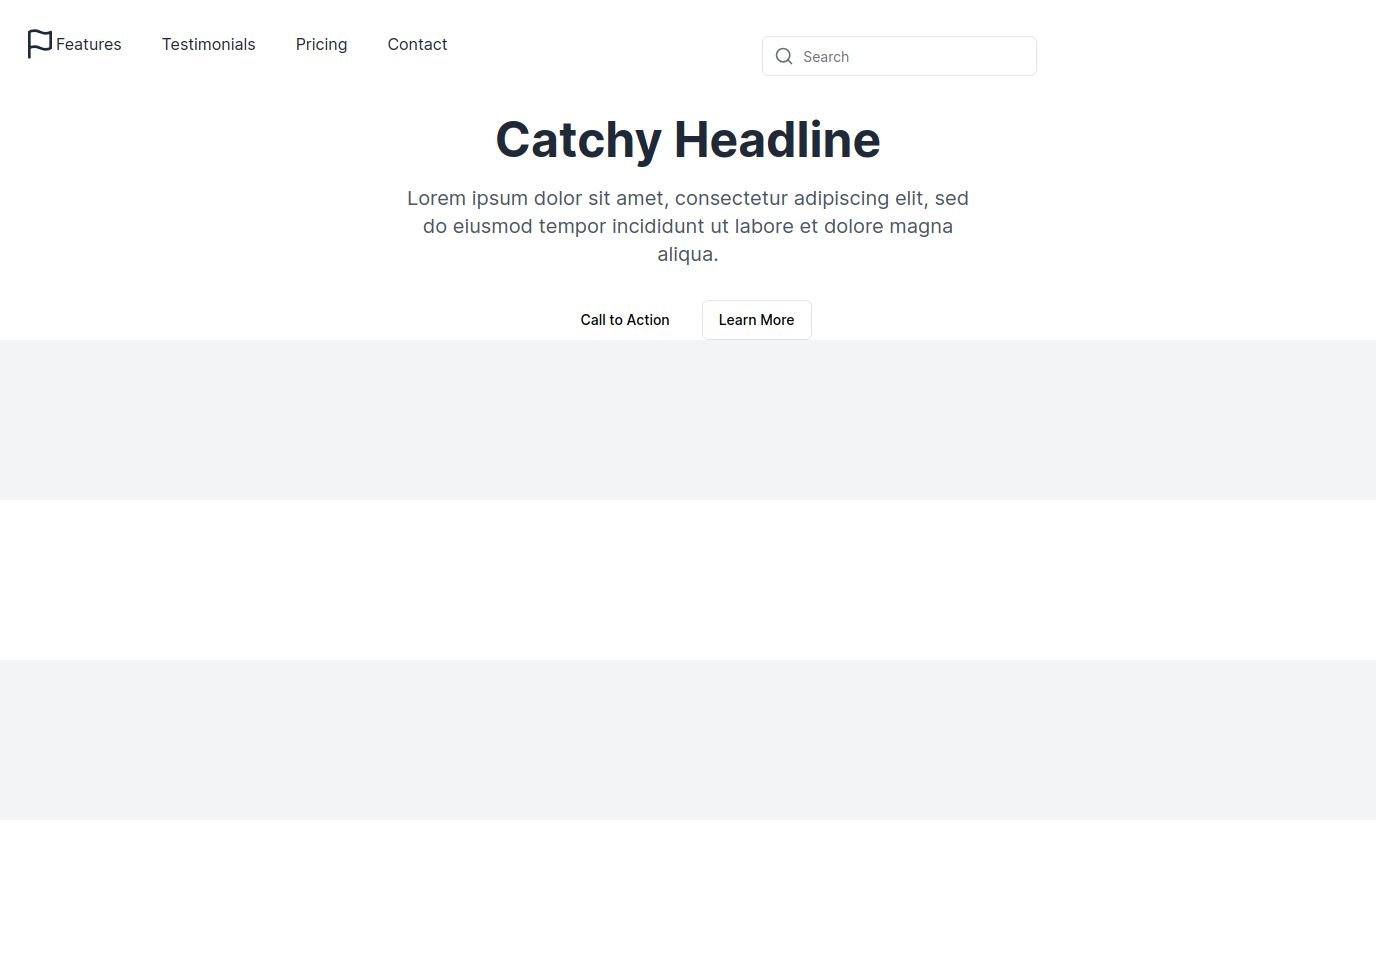 Features Testimonials Pricing Contact
Search
Catchy Headline
Lorem ipsum dolor sit amet, consectetur adipiscing elit, sed
do eiusmod tempor incididunt ut labore et dolore magna
aliqua.
Call to Action Learn More